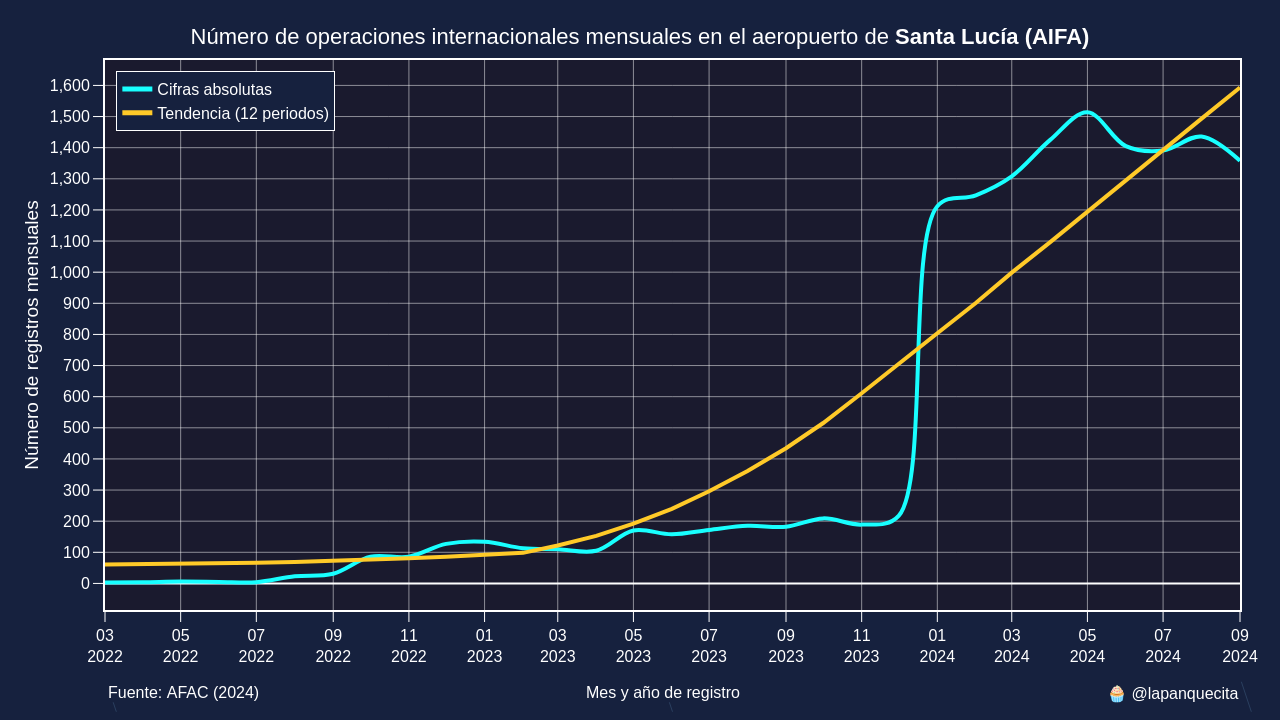 Número de operaciones internacionales mensuales en el aeropuerto de Santa Lucía (AIFA)
Cifras absolutas
Tendencia (12 periodos)
Número de registros mensuales
1,600
1,500
1,400
1,300
1,200
1,100
1,000
900
800
700
600
500
400
300
200
100
0
03 05 07 09 11 01 03 05 07 09 11 01 03 05 07 09
2022 2022 2022 2022 2022 2023 2023 2023 2023 2023 2023 2024 2024 2024 2024 2024
Fuente: AFAC (2024)
Mes y año de registro
🧁 @lapanquecita